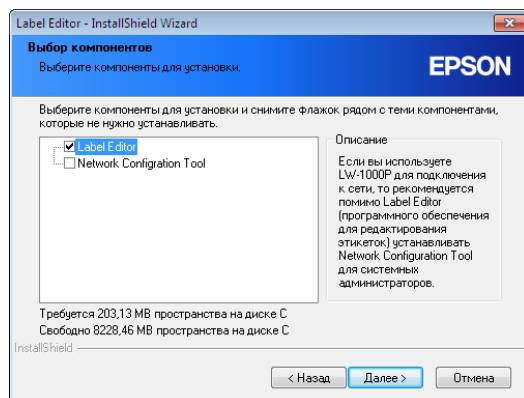 Label Editor - InstallShield Wizard
Выбор компонентов
Выберите компоненты для установки.
EPSON
Выберите компоненты для установки и снимите флажок рядом с теми компонентами,
которые не нужно устанавливать.
Label Editor
Network Configration Tool
Описание
Если вы используете
LW-1000P для подключения
к сети, то рекомендуется
помимо Label Editor
(программного обеспечения
для редактирования
этикеток) устанавливать
Network Configuration Tool
для системных
администраторов.
Требуется 203,13 MB пространства на диске C
Свободно 8228,46 MB пространства на диске C
InstallShield
< Назад
Далее >
Отмена